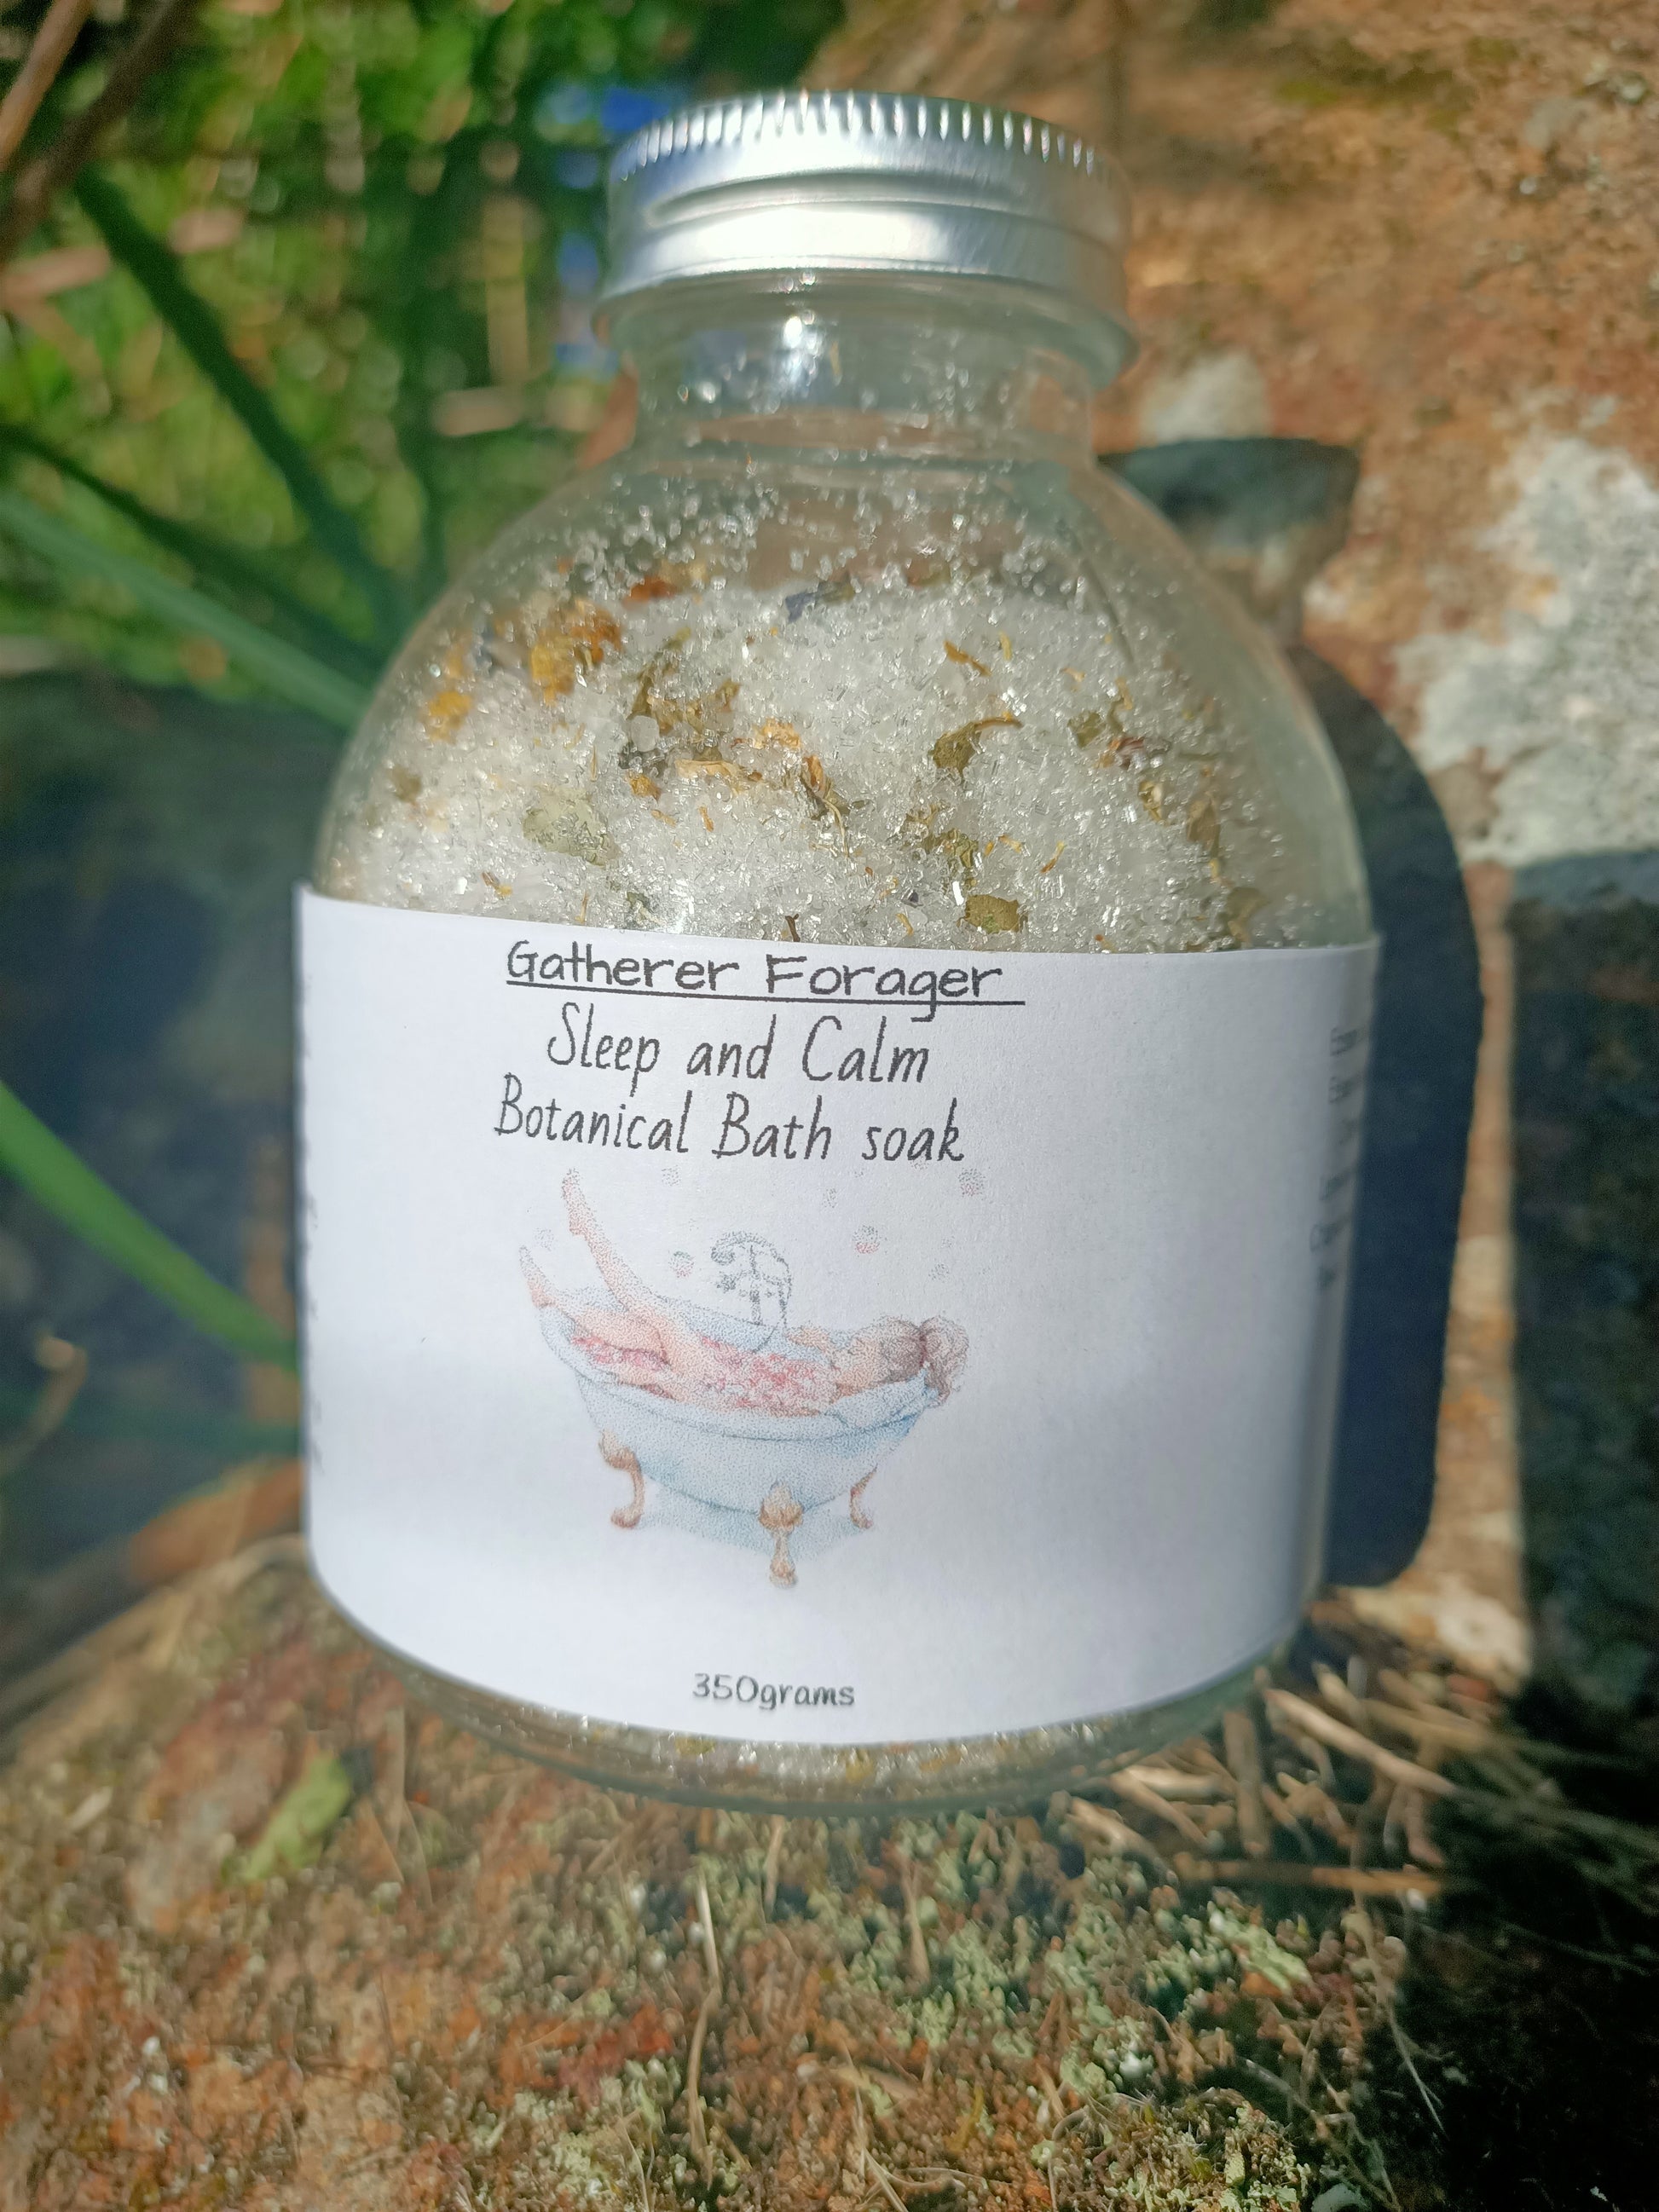 Gatherer Forager
Sleep and Calm
Botanical Bath soak
350grams